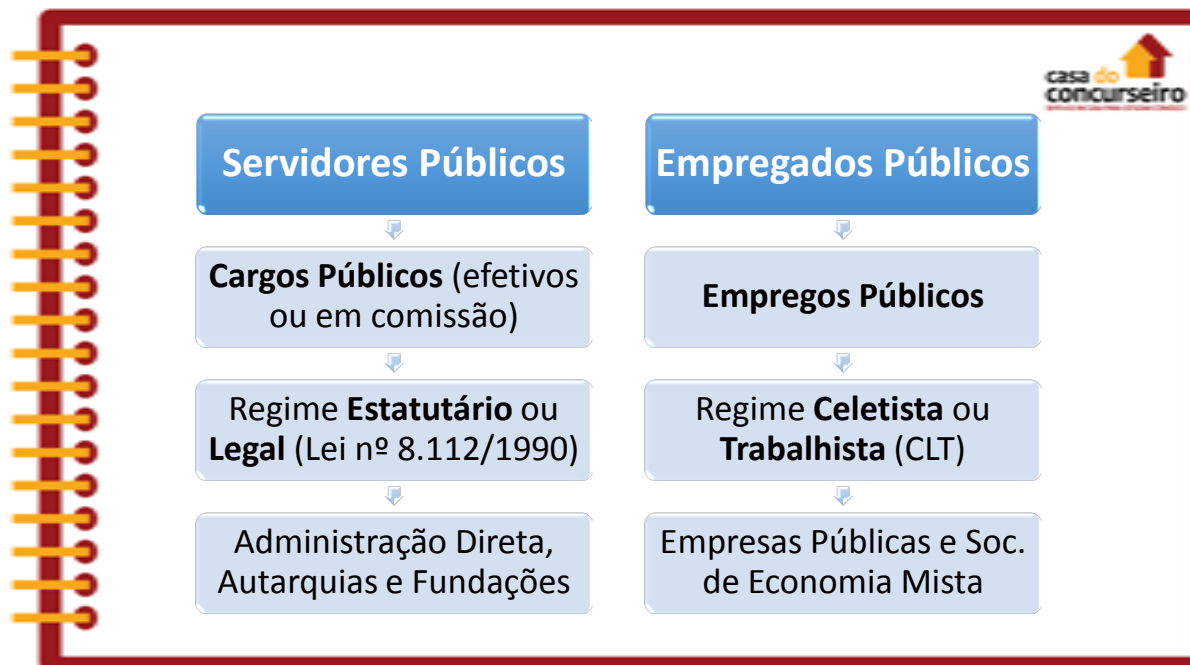 casa do
concurseiro
Servidores Públicos
Cargos Públicos (efetivos
ou em comissão)
Regime Estatutário ou
Legal (Lei nº 8.112/1990)
Administração Direta,
Autarquias e Fundações
Empregados Públicos
Empregos Públicos
Regime Celetista ou
Trabalhista (CLT)
Empresas Públicas e Soc.
de Economia Mista